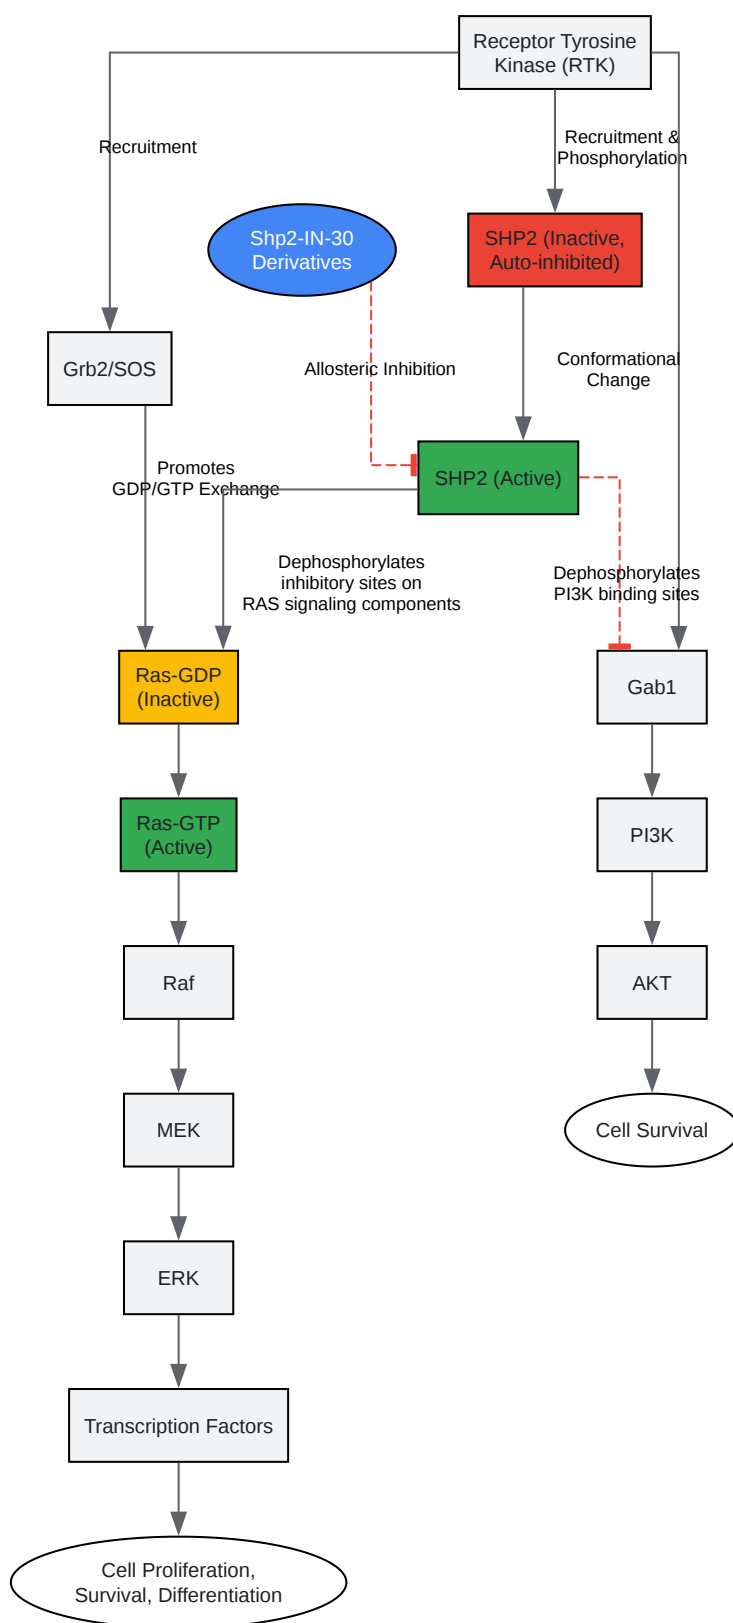 Receptor Tyrosine
Kinase (RTK)
Recruitment
Recruitment &
Phosphorylation
Shp2-IN-30
Derivatives
SHP2 (Inactive,
Auto-inhibited)
Grb2/SOS
Allosteric Inhibition
Conformational
Change
Promotes
GDP/GTP Exchange
SHP2 (Active)
Dephosphorylates
inhibitory sites on
RAS signaling components
Dephosphorylates
PI3K binding sites
Ras-GDP
(Inactive)
Gab1
Ras-GTP
(Active)
PI3K
Raf
AKT
MEK
Cell Survival
ERK
Transcription Factors
Cell Proliferation,
Survival, Differentiation